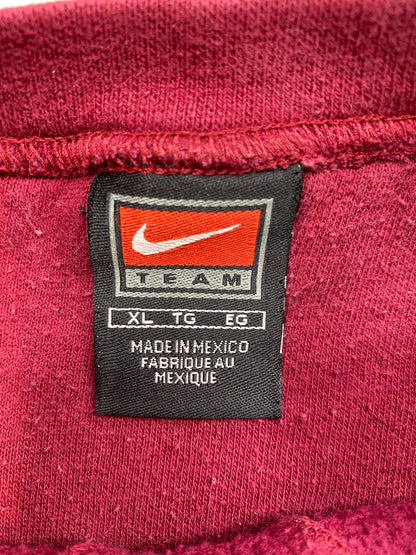 TEAM
XL TG EG
MADE IN MEXICO
FABRIQUE AU
MEXIQUE